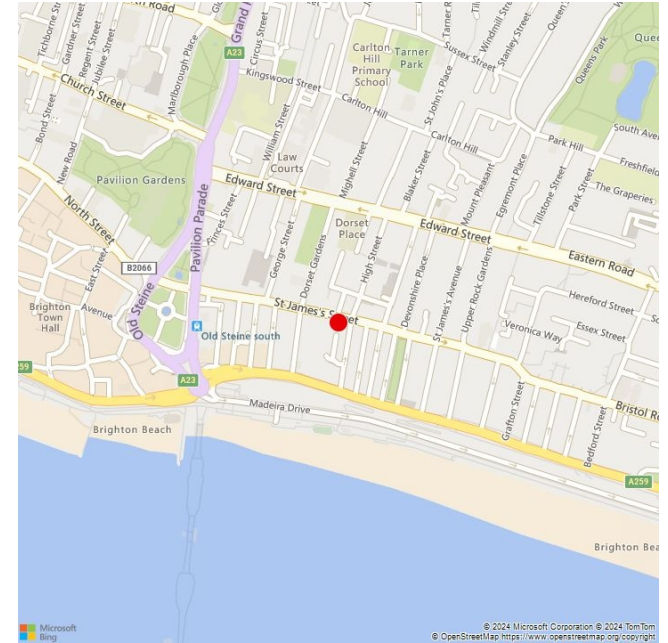 Tichborne Street
Gardner Street
Regent Street
Jubilee Street
Road
Marlborough Place
A23
Grand
Circus Street
Kingswood Street
Carlton
Hill
Primary
School
Tarner
Park
Sussex Street
Windmill Street
Stanley Street
Queen's
Queens Park
Church Street
Bond Street
New Road
Pavilion Gardens
William Street
Law
Courts
Mighell Street
Carlton Hill
St John's Place
Carlton Hill
Park Hill
South Ave
Freshfield
The Graperies
Blaker Street
Mount Pleasant
Egremont Place
Tillstone Street
Park Street
Edward Street
Edward Street
Eastern Road
North Street
Pavilion Parade
Princes Street
George Street
Dorset Gardens
Dorset
Place
High Street
Devonshire Place
St James's Avenue
Upper Rock Gardens
Hereford Street
Essex Street
Veronica Way
B2066
East Street
Avenue
Brighton
Town
Hall
Old Steine
Old Steine south
St James's Street
Grafton Street
Bedford Street
Bristol Ro
A23
A259
Madeira Drive
Brighton Beach
Brighton Bea
259
Microsoft
Bing
© 2024 Microsoft Corporation © 2024 TomTom
© OpenStreetMap https://www.openstreetmap.org/copyright